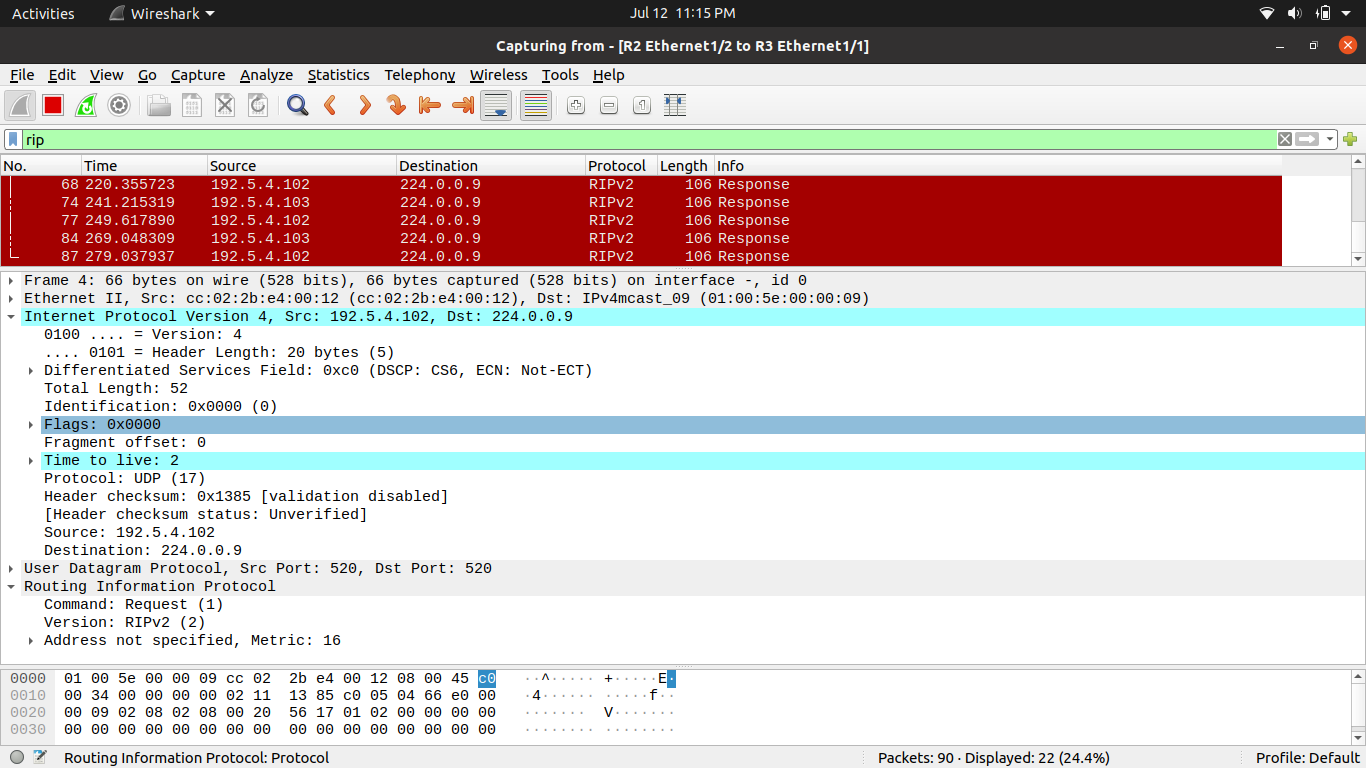 Activities Wireshark Jul 12 11:15 PM
Capturing from - [R2 Ethernet1/2 to R3 Ethernet1/1]
File Edit View Go Capture Analyze Statistics Telephony Wireless Tools Help
rip
No. Time Source Destination Protocol Length Info
68 220.355723 192.5.4.102 224.0.0.9 RIPv2 106 Response
74 241.215319 192.5.4.103 224.0.0.9 RIPv2 106 Response
77 249.617890 192.5.4.102 224.0.0.9 RIPv2 106 Response
84 269.048309 192.5.4.103 224.0.0.9 RIPv2 106 Response
87 279.037937 192.5.4.102 224.0.0.9 RIPv2 106 Response
Frame 4: 66 bytes on wire (528 bits), 66 bytes captured (528 bits) on interface -, id 0
Ethernet II, Src: cc:02:2b:e4:00:12 (cc:02:2b:e4:00:12), Dst: IPv4mcast_09 (01:00:5e:00:00:09)
Internet Protocol Version 4, Src: 192.5.4.102, Dst: 224.0.0.9
0100 .... = Version: 4
.... 0101 = Header Length: 20 bytes (5)
Differentiated Services Field: 0xc0 (DSCP: CS6, ECN: Not-ECT)
Total Length: 52
Identification: 0x0000 (0)
Flags: 0x0000
Fragment offset: 0
Time to live: 2
Protocol: UDP (17)
Header checksum: 0x1385 [validation disabled]
[Header checksum status: Unverified]
Source: 192.5.4.102
Destination: 224.0.0.9
User Datagram Protocol, Src Port: 520, Dst Port: 520
Routing Information Protocol
Command: Request (1)
Version: RIPv2 (2)
Address not specified, Metric: 16
0000 01 00 5e 00 00 09 cc 02 2b e4 00 12 08 00 45 c0 ··^····· +·····E·
0010 00 34 00 00 00 00 02 11 13 85 c0 05 04 66 e0 00 ·4······ ·····f··
0020 00 09 02 08 02 08 00 20 56 17 01 02 00 00 00 00 ······· V·······
0030 00 00 00 00 00 00 00 00 00 00 00 00 00 00 00 00 ········ ········
Routing Information Protocol: Protocol Packets: 90 · Displayed: 22 (24.4%) Profile: Default